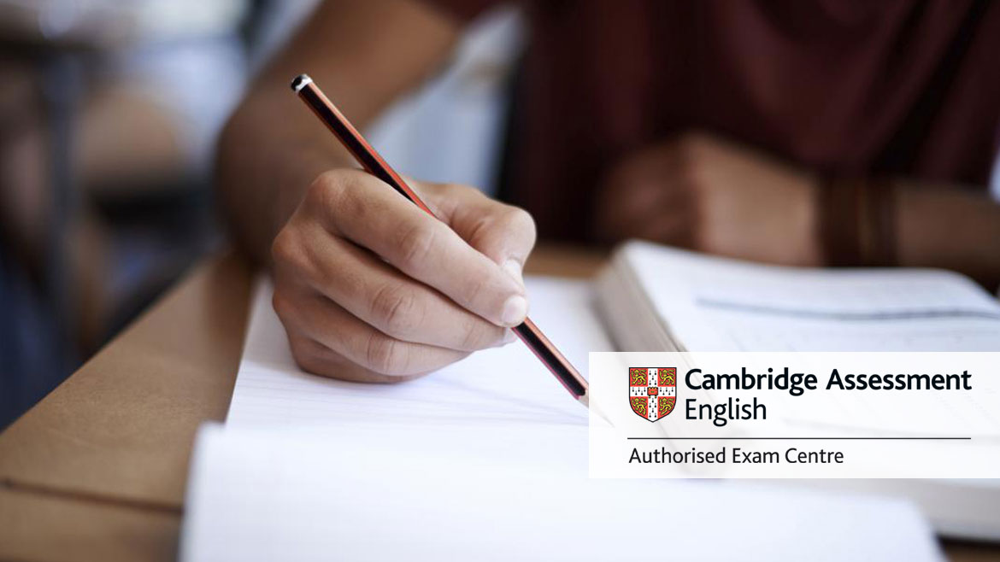 Cambridge Assessment
English
Authorised Exam Centre